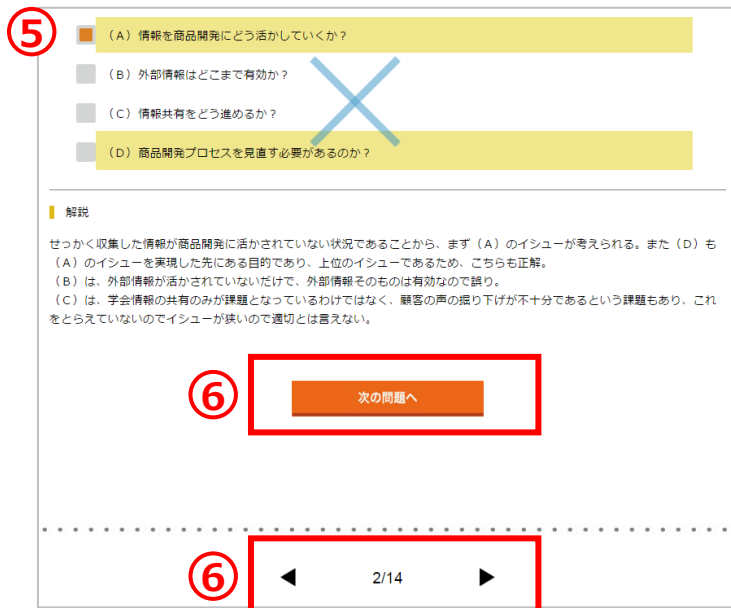 ⑤
（A）情報を商品開発にどう活かしていくか？
（B）外部情報はどこまで有効か？
（C）情報共有をどう進めるか？
（D）商品開発プロセスを見直す必要があるのか？
解説
せっかく収集した情報が商品開発に活かされていない状況であることから、まず（A）のイシューが考えられる。また（D）も
（A）のイシューを実現した先にある目的であり、上位のイシューであるため、こちらも正解。
（B）は、外部情報が活かされていないだけで、外部情報そのものは有効なので誤り。
（C）は、学会情報の共有のみが課題となっているわけではなく、顧客の声の掘り下げが不十分であるという課題もあり、これ
をとらえていないのでイシューが狭いので適切とは言えない。
⑥
次の問題へ
⑥
2/14